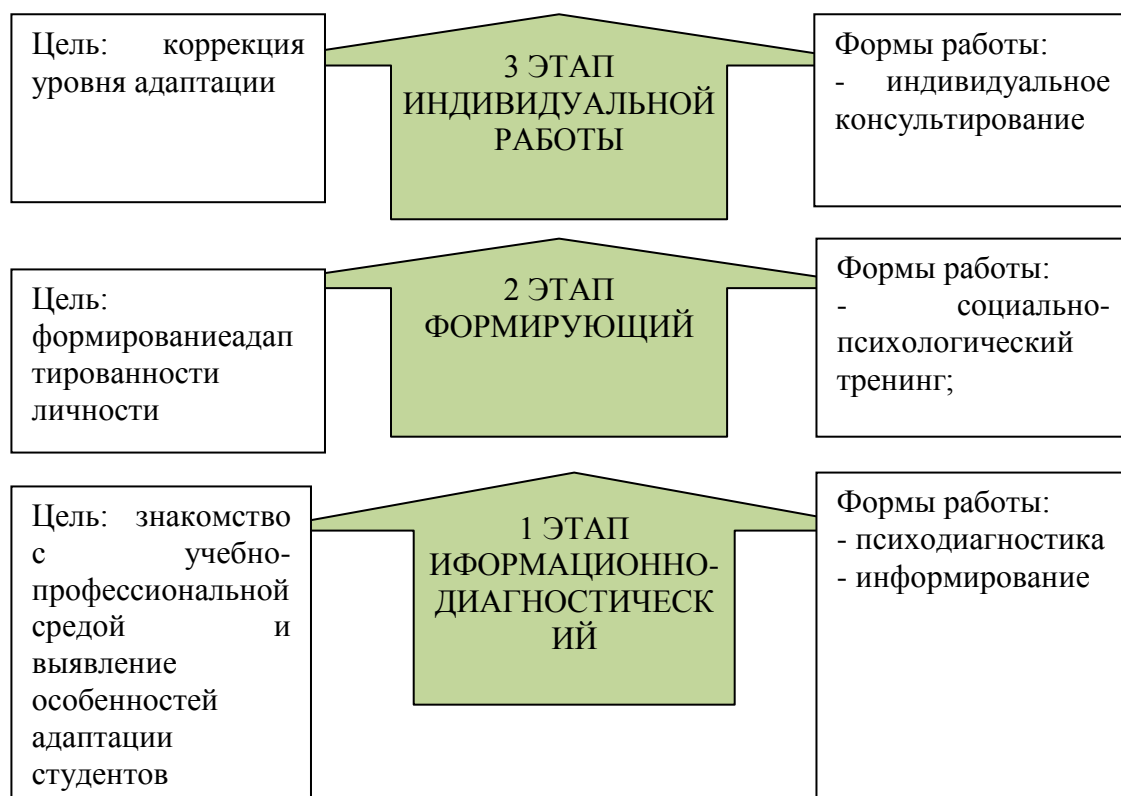 Цель: коррекция
уровня адаптации
3 ЭТАП
ИНДИВИДУАЛЬНОЙ
РАБОТЫ
Формы работы:
- индивидуальное
консультирование
Цель:
формированиеадап
тированности
личности
2 ЭТАП
ФОРМИРУЮЩИЙ
Формы работы:
- социально-
психологический
тренинг;
Цель: знакомство
с учебно-
профессиональной
средой и
выявление
особенностей
адаптации
студентов
1 ЭТАП
ИФОРМАЦИОННО-
ДИАГНОСТИЧЕСК
ИЙ
Формы работы:
- психодиагностика
- информирование